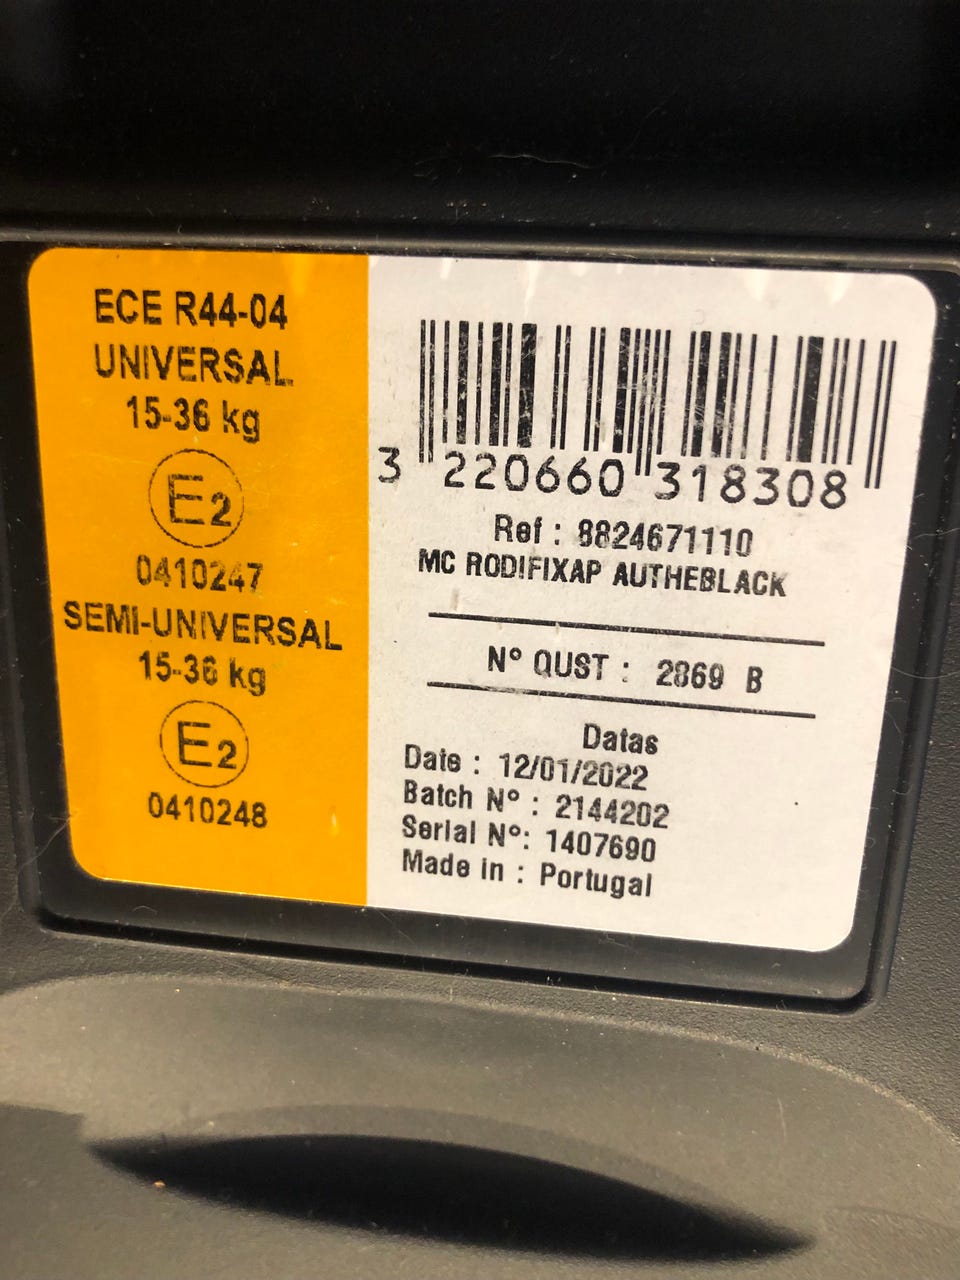 ECE R44-04
UNIVERSAL
15-36 kg
E2
0410247
SEMI-UNIVERSAL
15-36 kg
E2
0410248
3 220660 318308
Ref : 8824671110
MC RODIFIXAP AUTHEBLACK
N° QUST : 2869 B
Datas
Date : 12/01/2022
Batch N° : 2144202
Serial N°: 1407690
Made in : Portugal